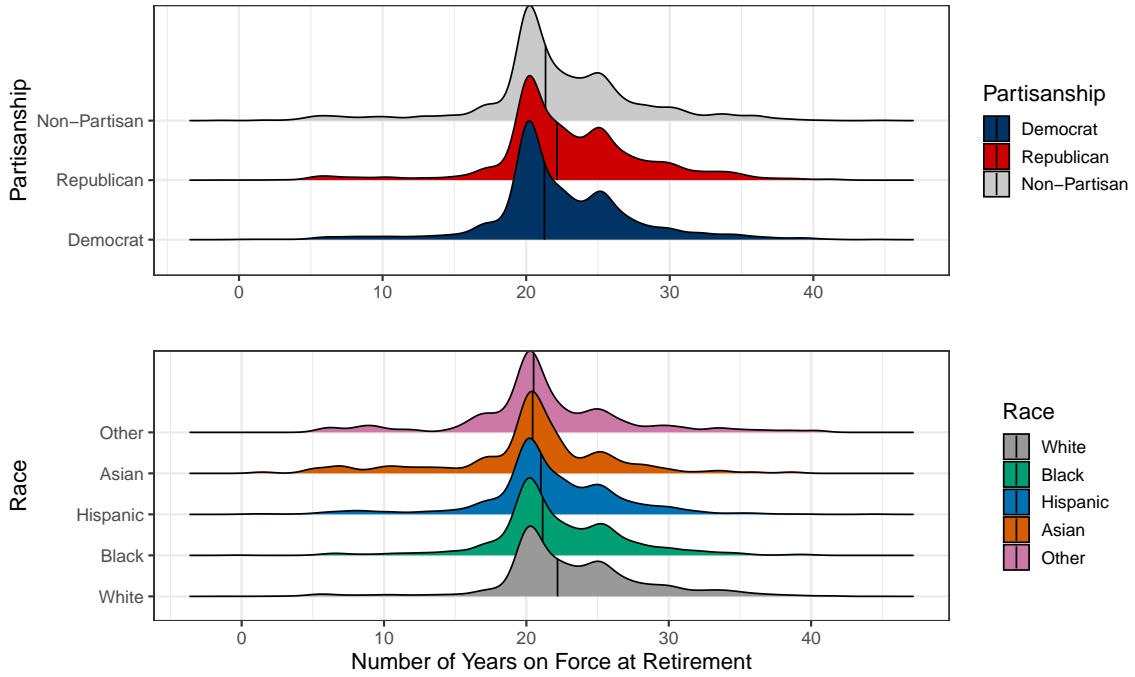 Partisanship
Non−Partisan
Republican
Democrat
0
10
20
30
40
Partisanship
Democrat
Republican
Non−Partisan
Race
Other
Asian
Hispanic
Black
White
0
10
20
30
40
Number of Years on Force at Retirement
Race
White
Black
Hispanic
Asian
Other